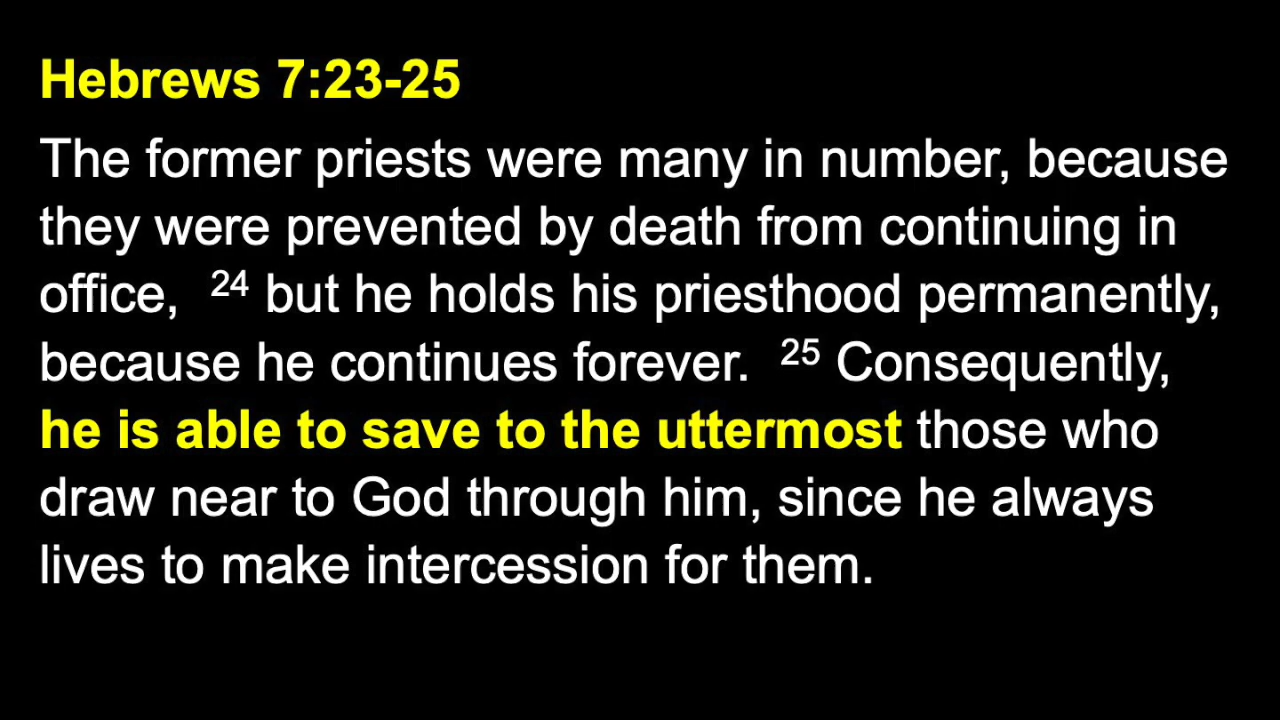 Hebrews 7:23-25
The former priests were many in number, because
they were prevented by death from continuing in
office, 24 but he holds his priesthood permanently,
because he continues forever. 25 Consequently,
he is able to save to the uttermost those who
draw near to God through him, since he always
lives to make intercession for them.